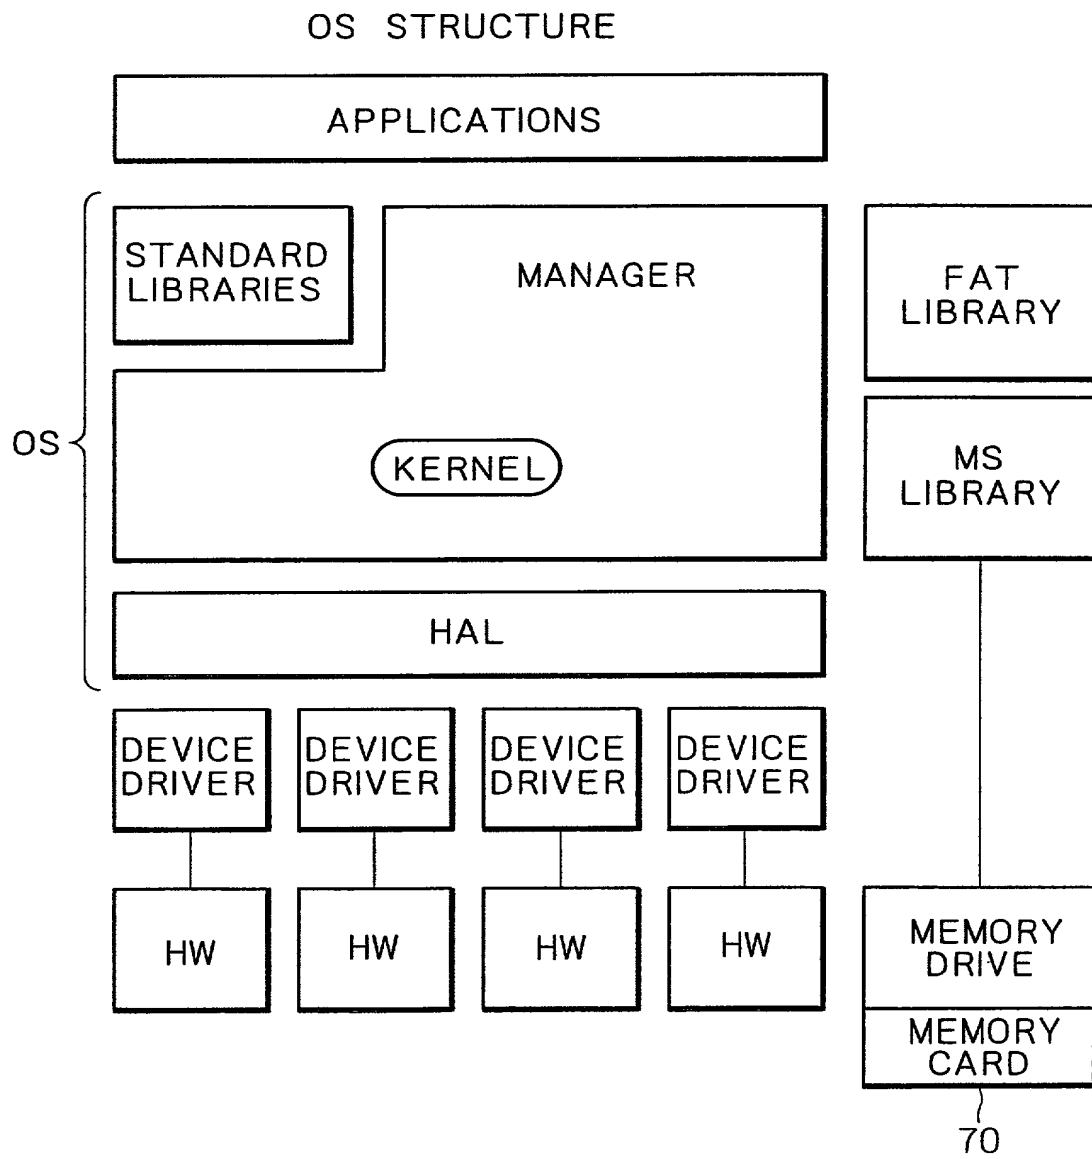 OS STRUCTURE
APPLICATIONS
STANDARD
LIBRARIES
MANAGER
FAT
LIBRARY
OS
KERNEL
MS
LIBRARY
HAL
DEVICE
DRIVER
DEVICE
DRIVER
DEVICE
DRIVER
DEVICE
DRIVER
HW
HW
HW
HW
MEMORY
DRIVE
MEMORY
CARD
70